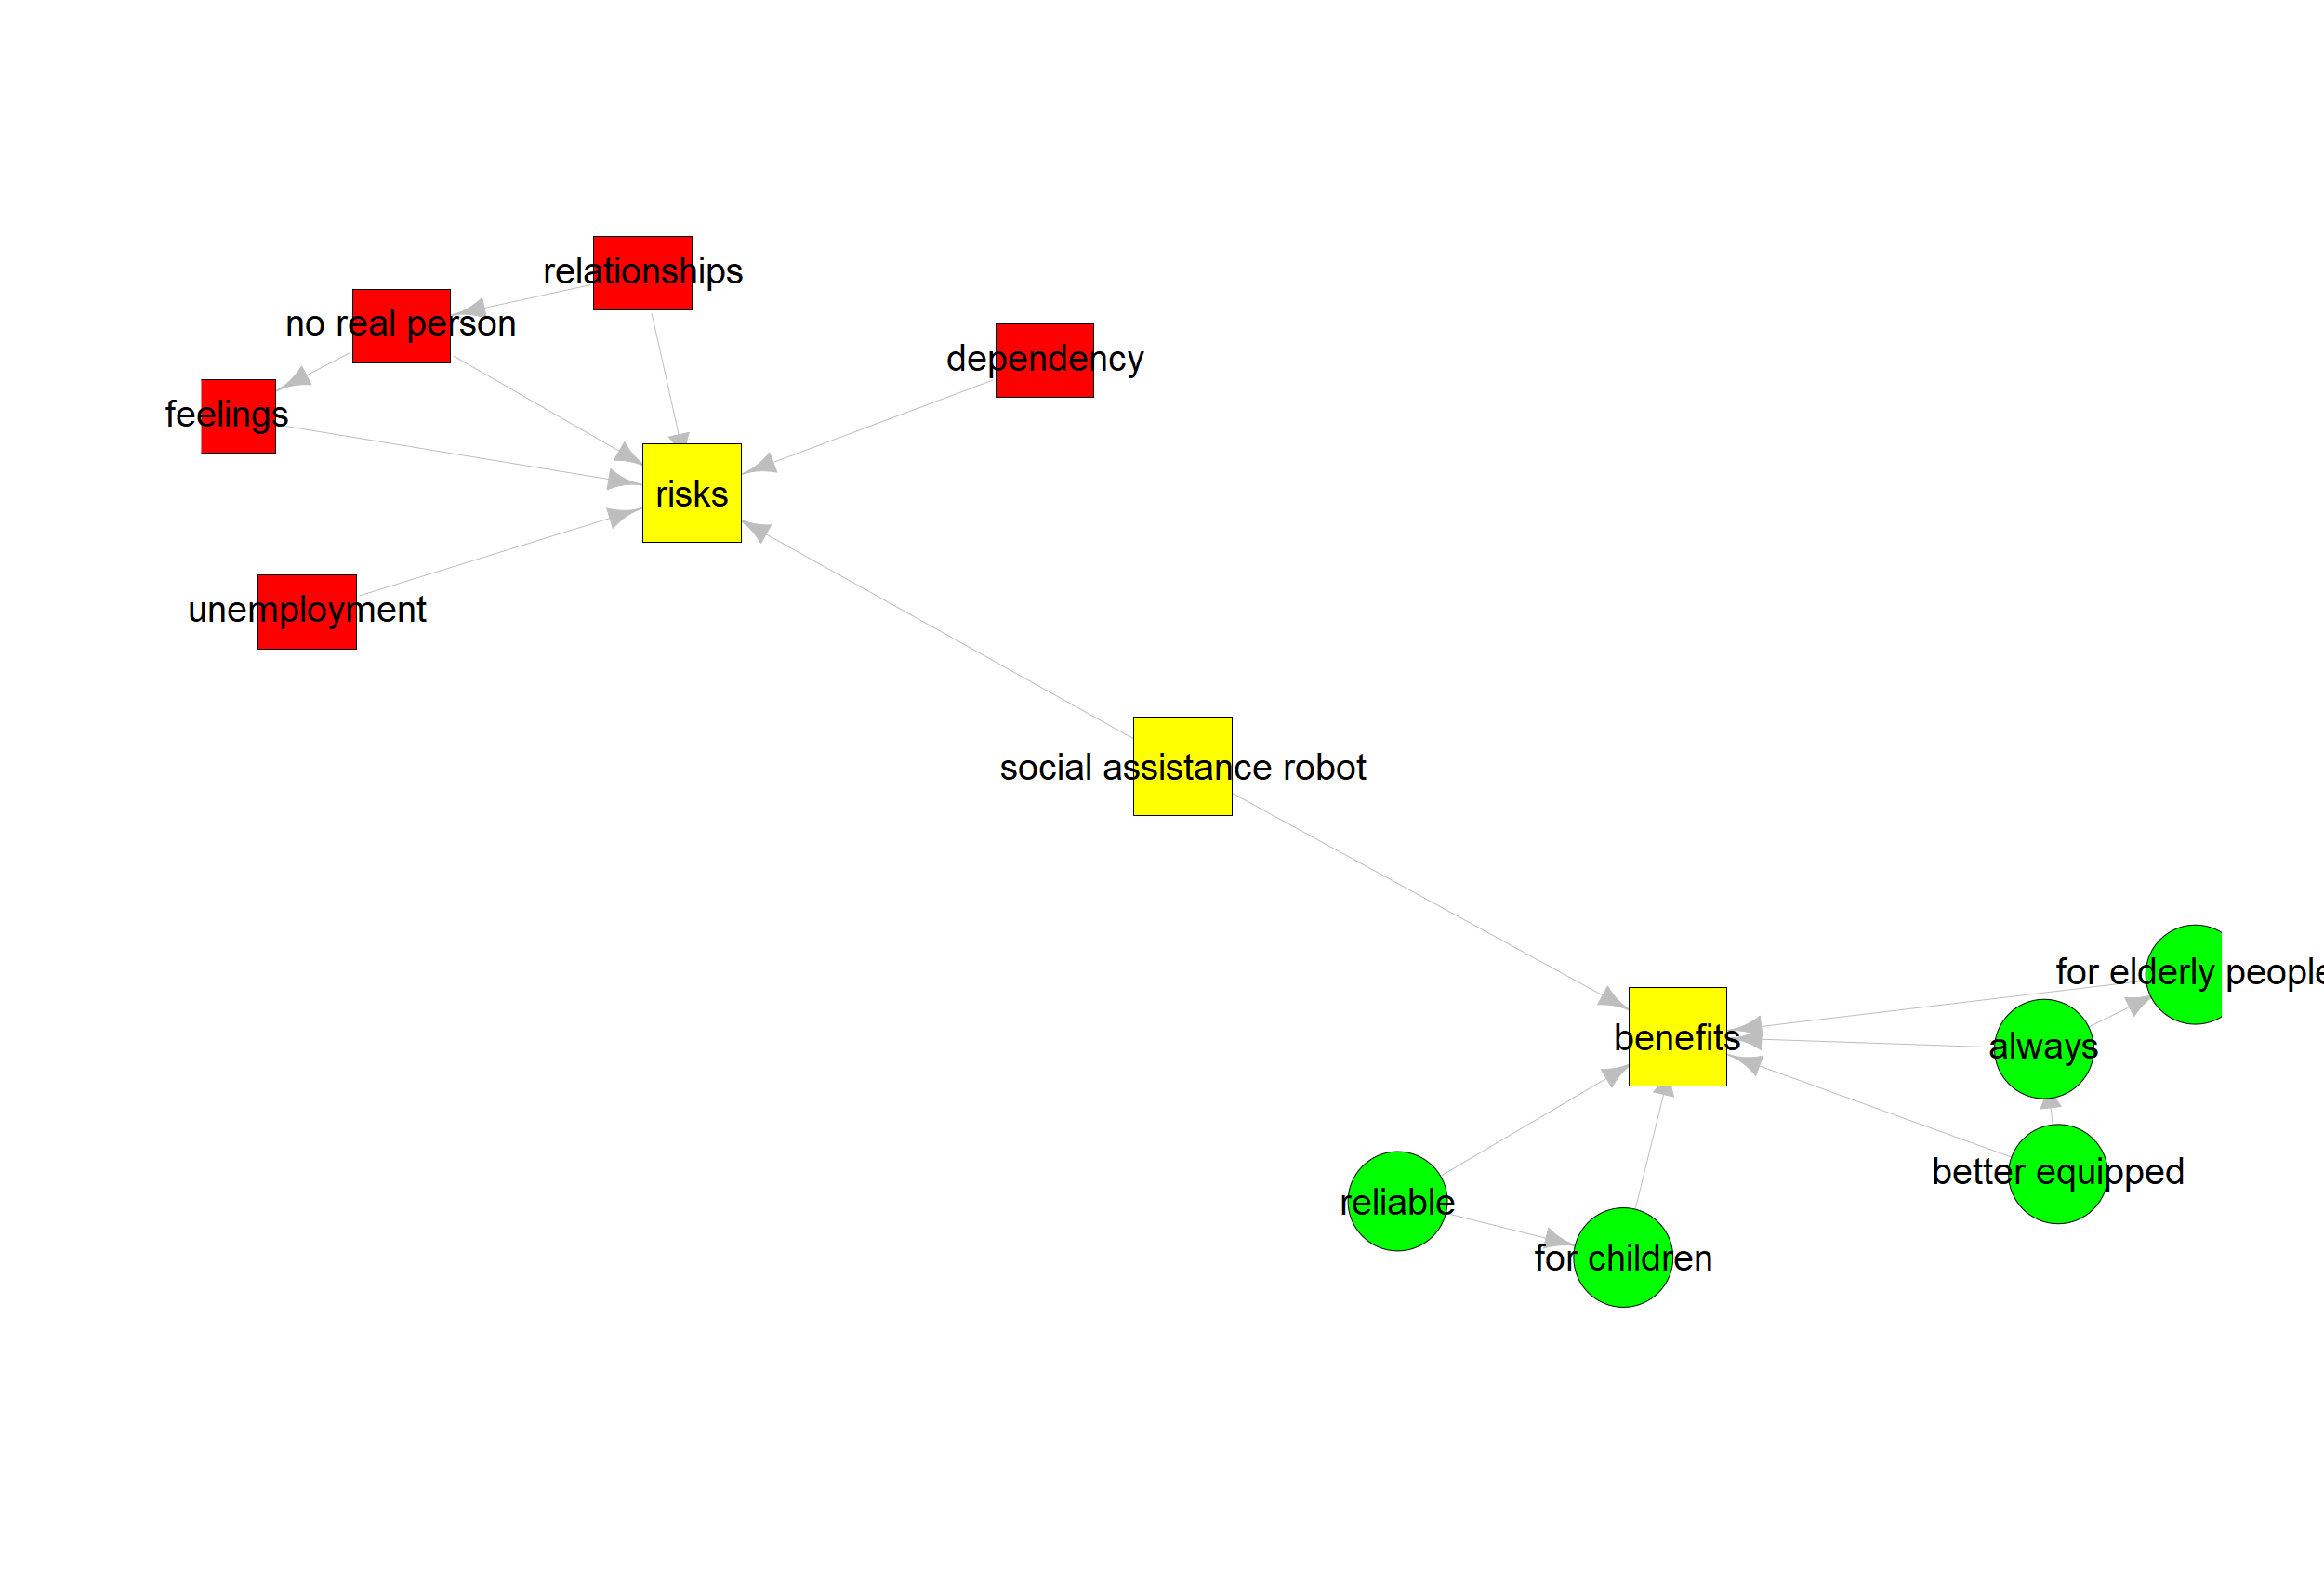 relationships
no real person
dependency
feelings
risks
unemployment
social assistance robot
for elderly people
benefits
always
better equipped
reliable
for children